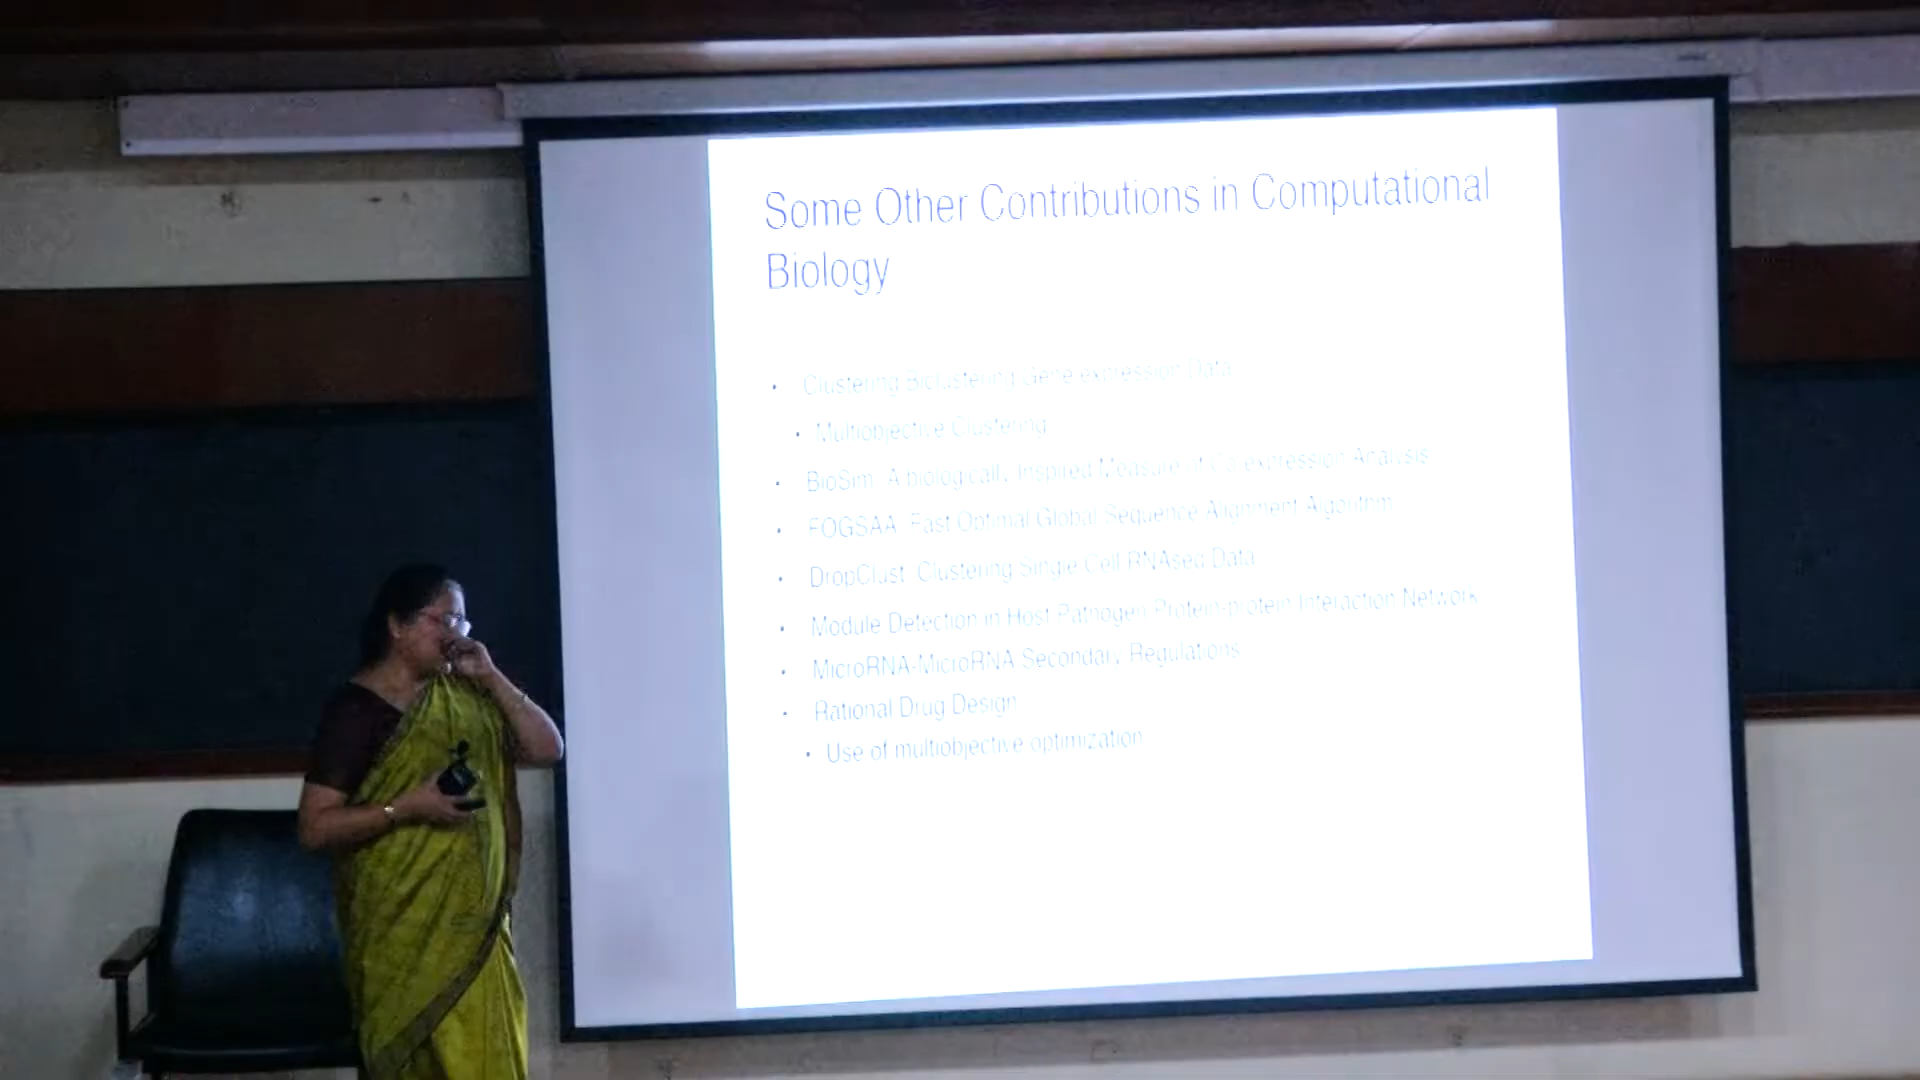 Some Other Contributions in Computational
Biology
• Clustering Biclustering Gene expression Data
• Multiobjective Clustering
• BioSim A biologically Inspired Measure of Co-expression Analysis
• FOGSAA Fast Optimal Global Sequence Alignment Algorithm
• DropClust Clustering Single Cell RNAseq Data
• Module Detection in Host Pathogen Protein-protein Interaction Network
• MicroRNA-MicroRNA Secondary Regulations
• Rational Drug Design
• Use of multiobjective optimization